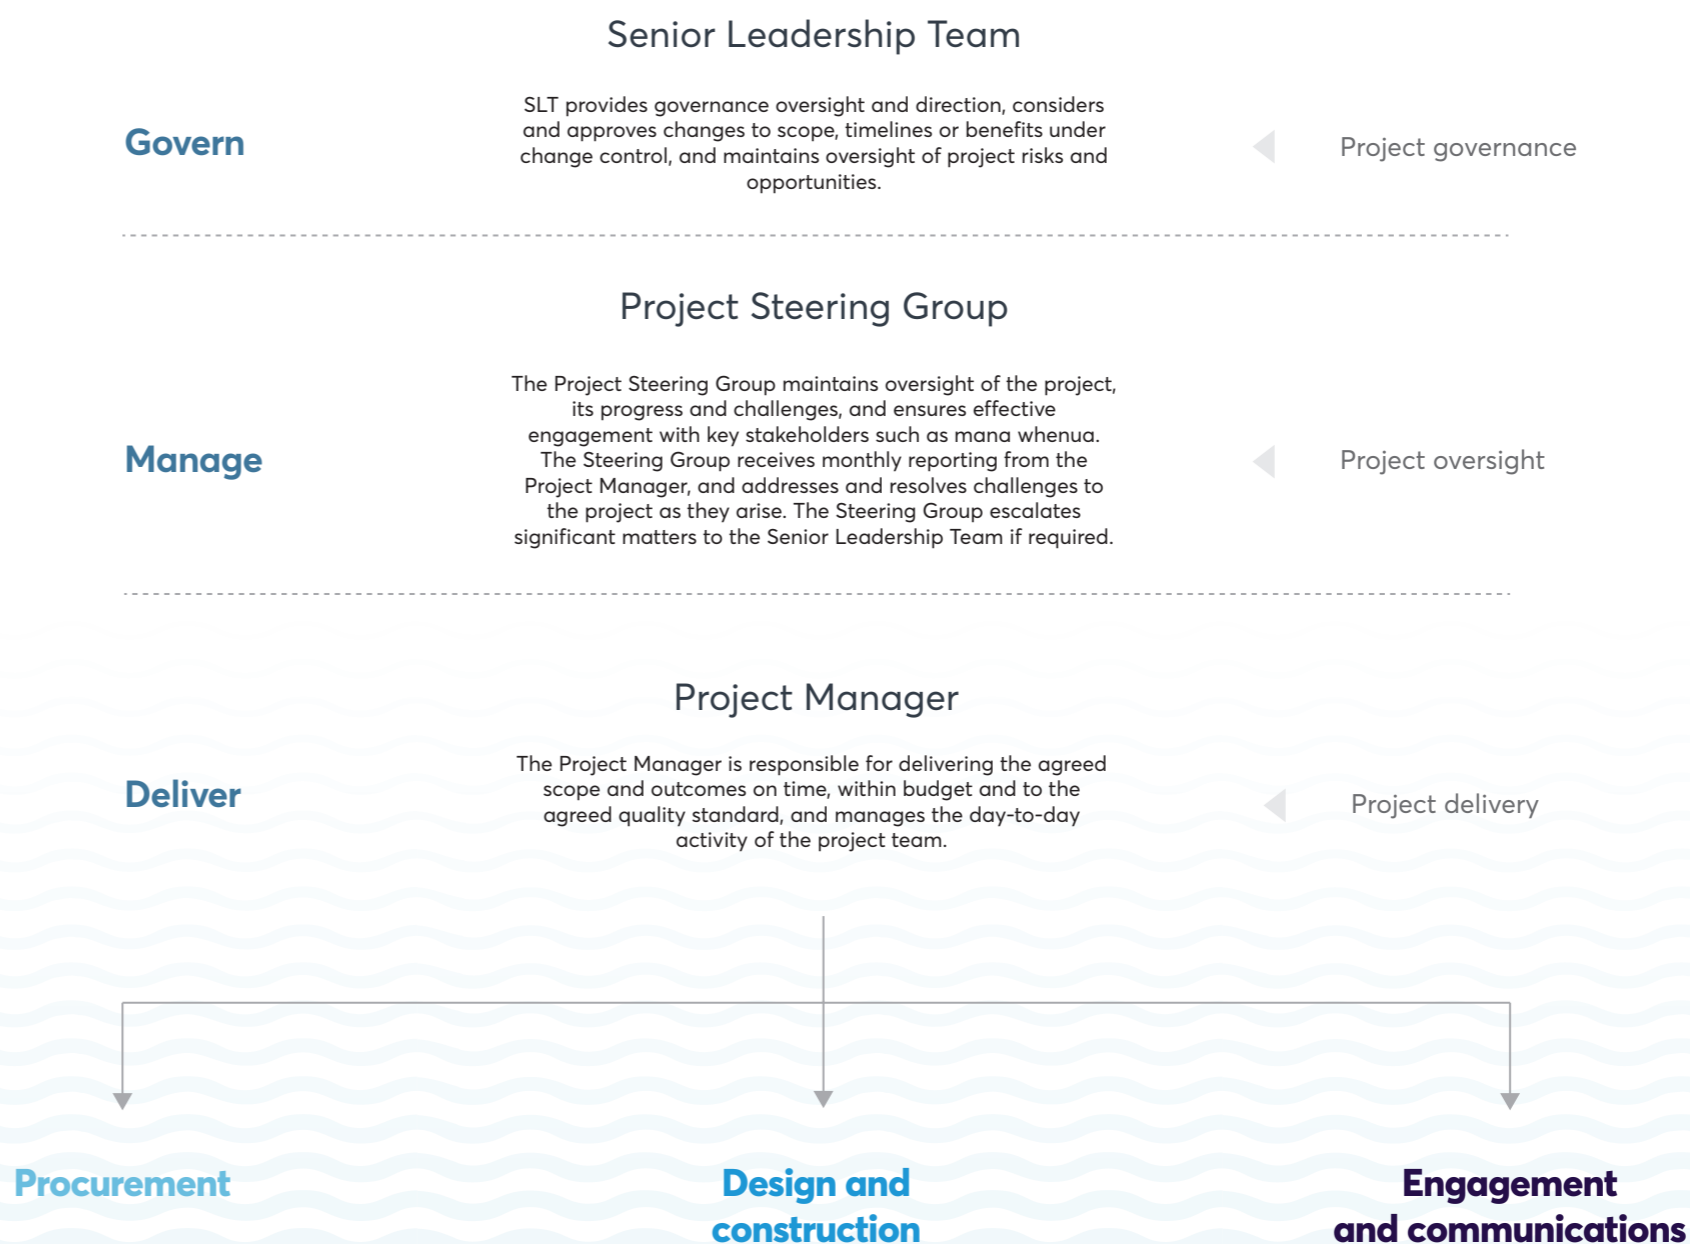 Senior Leadership Team
Govern
SLT provides governance oversight and direction, considers
and approves changes to scope, timelines or benefits under
change control, and maintains oversight of project risks and
opportunities.
Project governance
Project Steering Group
Manage
The Project Steering Group maintains oversight of the project,
its progress and challenges, and ensures effective
engagement with key stakeholders such as mana whenua.
The Steering Group receives monthly reporting from the
Project Manager, and addresses and resolves challenges to
the project as they arise. The Steering Group escalates
significant matters to the Senior Leadership Team if required.
Project oversight
Project Manager
Deliver
The Project Manager is responsible for delivering the agreed
scope and outcomes on time, within budget and to the
agreed quality standard, and manages the day-to-day
activity of the project team.
Project delivery
Procurement
Design and
construction
Engagement
and communications